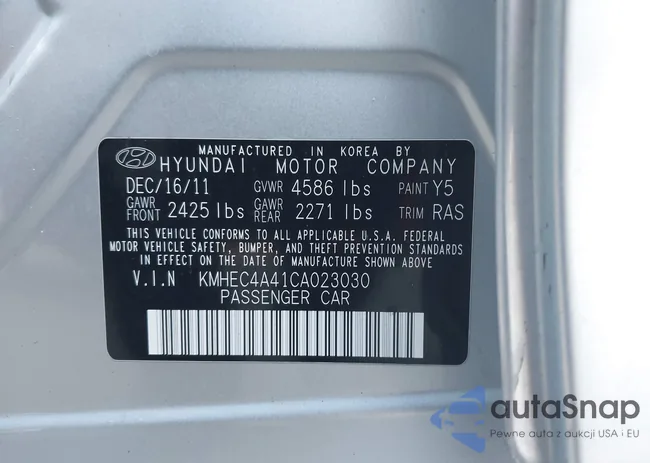 MANUFACTURED IN KOREA BY
HYUNDAI MOTOR COMPANY
DEC/16/11 GVWR 4586 lbs PAINT Y5
GAWR FRONT 2425 lbs GAWR REAR 2271 lbs TRIM RAS
THIS VEHICLE CONFORMS TO ALL APPLICABLE U.S.A. FEDERAL
MOTOR VEHICLE SAFETY, BUMPER, AND THEFT PREVENTION STANDARDS
IN EFFECT ON THE DATE OF MANUFACTURE SHOWN ABOVE.
V.I.N KMHEC4A41CA023030
PASSENGER CAR
autaSnap
Pewne auta z aukcji USA i EU